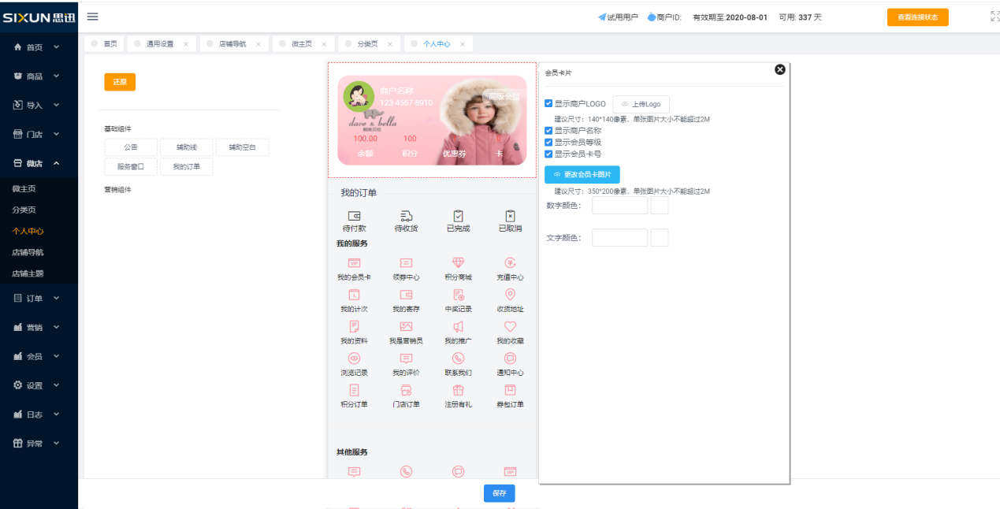 SIXUN思迅
试用用户 商户ID: 有效期至:2020-08-01 可用: 337 天 查看连接状态
首页 通用设置 × 店铺导航 × 微主页 × 分类页 × 个人中心 ×
首页
商品
导入
门店
微店
微主页
分类页
个人中心
店铺导航
店铺主题
订单
营销
会员
设置
日志
异常
还原
基础组件
公告 辅助线 辅助空白
服务窗口 我的订单
营销组件
商户名称
123-4567-8910
高级会员
dave & bella
100.00 100 0 0
余额 积分 优惠券 卡
我的订单
待付款 待收货 已完成 已取消
我的服务
我的会员卡 领券中心 积分商城 充值中心
我的计次 我的寄存 中奖记录 收货地址
我的资料 我是营销员 我的推广 我的收藏
浏览记录 我的评价 联系我们 通知中心
积分订单 门店订单 注册有礼 券包订单
其他服务
会员卡片
显示商户LOGO 上传Logo
建议尺寸：140*140像素，单张图片大小不能超过2M
显示商户名称
显示会员等级
显示会员卡号
更改会员卡图片
建议尺寸：350*200像素，单张图片大小不能超过2M
数字颜色：
文字颜色：
保存